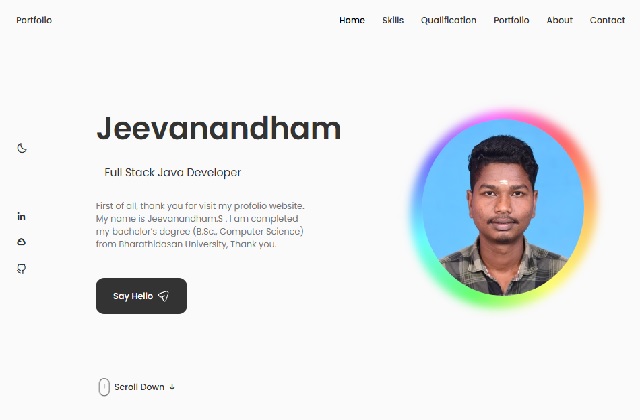 Portfolio
Home Skills Qualification Portfolio About Contact
Jeevanandham
Full Stack Java Developer
First of all, thank you for visit my profolio website.
My name is Jeevanandham.S . I am completed
my bachelor's degree (B.Sc., Computer Science)
from Bharathidasan University, Thank you.
in
Say Hello
Scroll Down